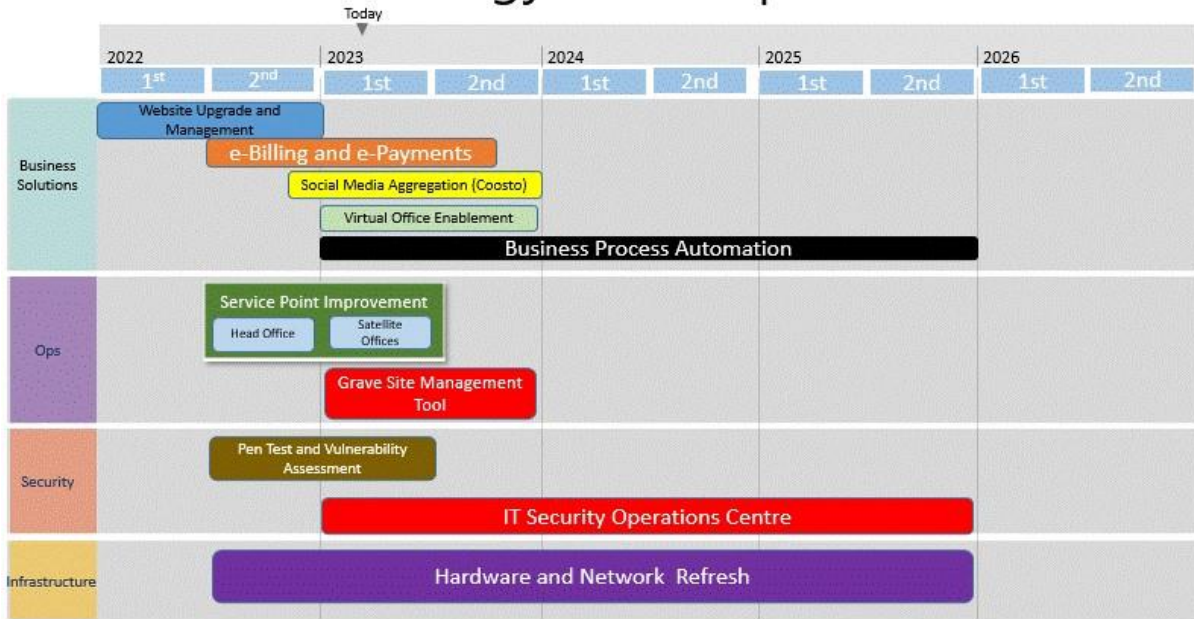 Today
2022 2023 2024 2025 2026
1st 2nd 1st 2nd 1st 2nd 1st 2nd 1st 2nd
Business
Solutions
Website Upgrade and
Management
e-Billing and e-Payments
Social Media Aggregation (Coosto)
Virtual Office Enablement
Business Process Automation
Ops
Service Point Improvement
Head Office
Satellite
Offices
Grave Site Management
Tool
Security
Pen Test and Vulnerability
Assessment
IT Security Operations Centre
Infrastructure
Hardware and Network Refresh